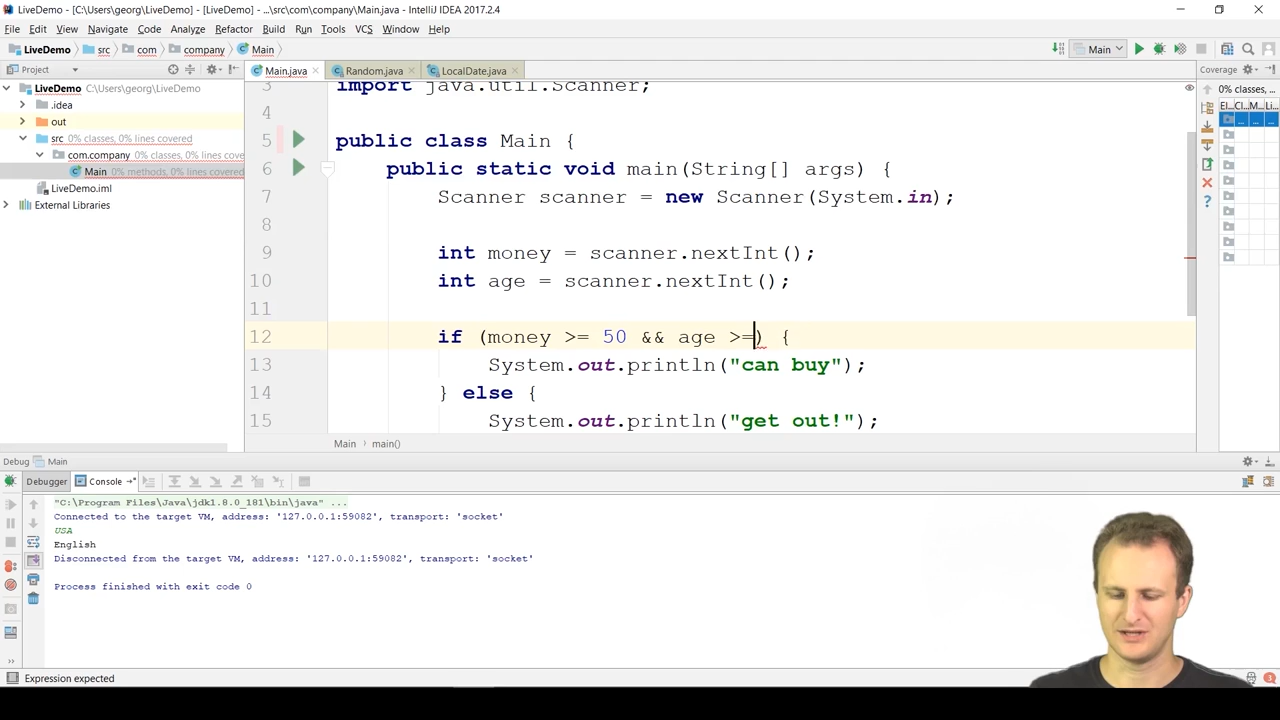 LiveDemo - [C:\Users\georg\LiveDemo] - [LiveDemo] - ...\src\com\company\Main.java - IntelliJ IDEA 2017.2.4
File Edit View Navigate Code Analyze Refactor Build Run Tools VCS Window Help
LiveDemo src com company Main Main
Project Main.java Random.java LocalDate.java Coverage
LiveDemo C:\Users\georg\LiveDemo
.idea
out
src 0% classes, 0% lines covered
com.company 0% classes, 0% lines cove
Main 0% methods, 0% lines covered
LiveDemo.iml
External Libraries
3 import java.util.Scanner;
4
5 public class Main {
6 public static void main(String[] args) {
7 Scanner scanner = new Scanner(System.in);
8
9 int money = scanner.nextInt();
10 int age = scanner.nextInt();
11
12 if (money >= 50 && age >=) {
13 System.out.println("can buy");
14 } else {
15 System.out.println("get out!");
Main main()
0% classes, ...
E... C... M... Li...
Debug Main
Debugger Console
"C:\Program Files\Java\jdk1.8.0_181\bin\java" ...
Connected to the target VM, address: '127.0.0.1:59082', transport: 'socket'
USA
English
Disconnected from the target VM, address: '127.0.0.1:59082', transport: 'socket'
Process finished with exit code 0
Expression expected
3